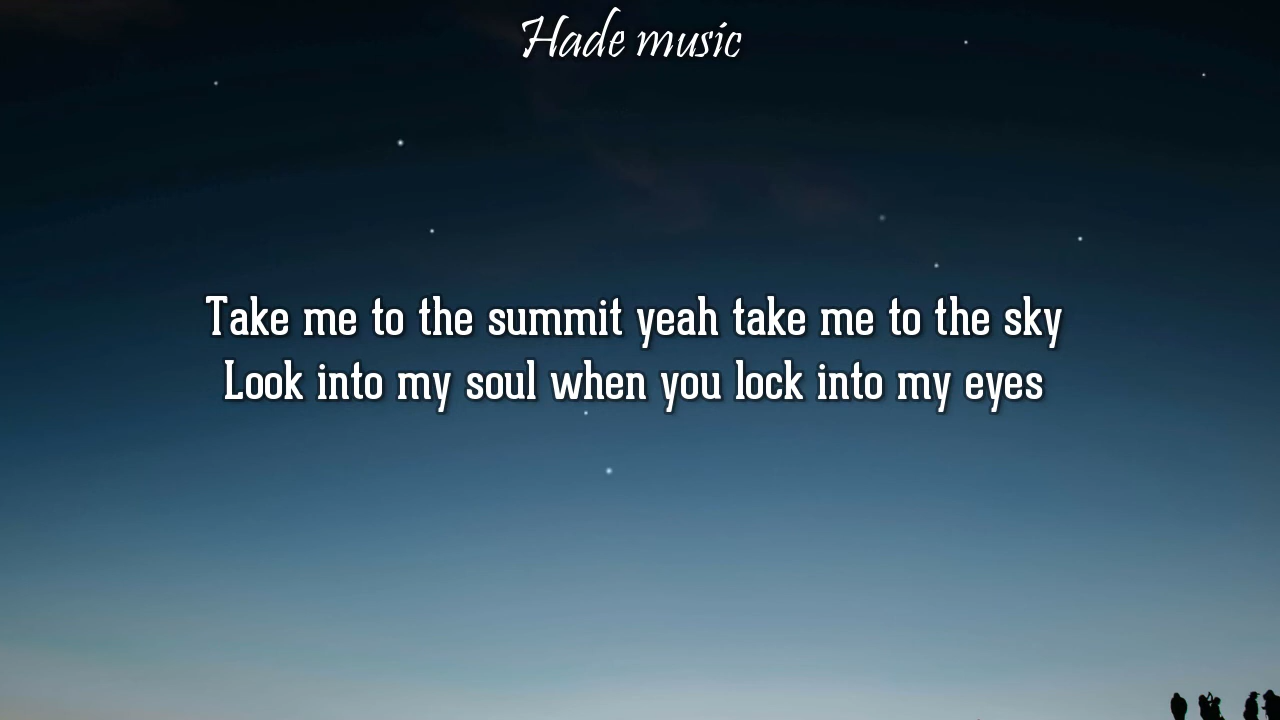 Hade music
Take me to the summit yeah take me to the sky
Look into my soul when you lock into my eyes